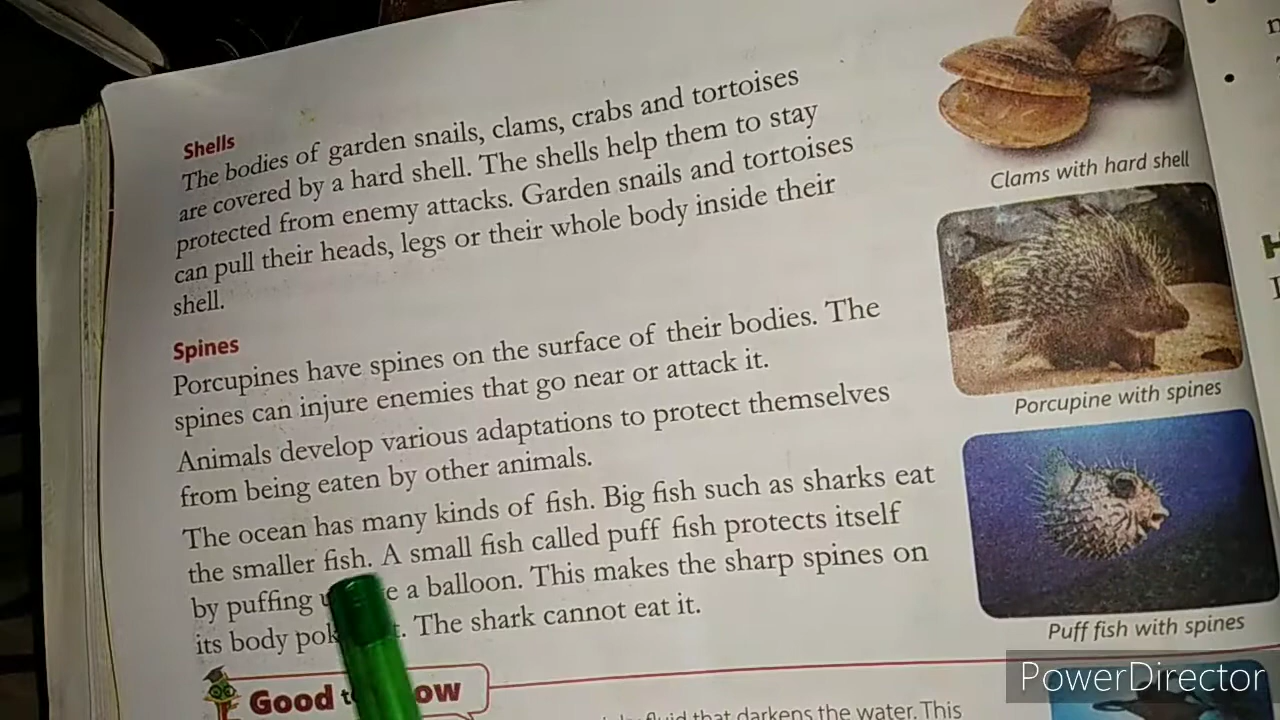 Shells
The bodies of garden snails, clams, crabs and tortoises
are covered by a hard shell. The shells help them to stay
protected from enemy attacks. Garden snails and tortoises
can pull their heads, legs or their whole body inside their
shell.
Clams with hard shell
Spines
Porcupines have spines on the surface of their bodies. The
spines can injure enemies that go near or attack it.
Animals develop various adaptations to protect themselves
from being eaten by other animals.
Porcupine with spines
The ocean has many kinds of fish. Big fish such as sharks eat
the smaller fish. A small fish called puff fish protects itself
by puffing a balloon. This makes the sharp spines on
its body The shark cannot eat it.
Puff fish with spines
Good
fluid that darkens the water. This
PowerDirector